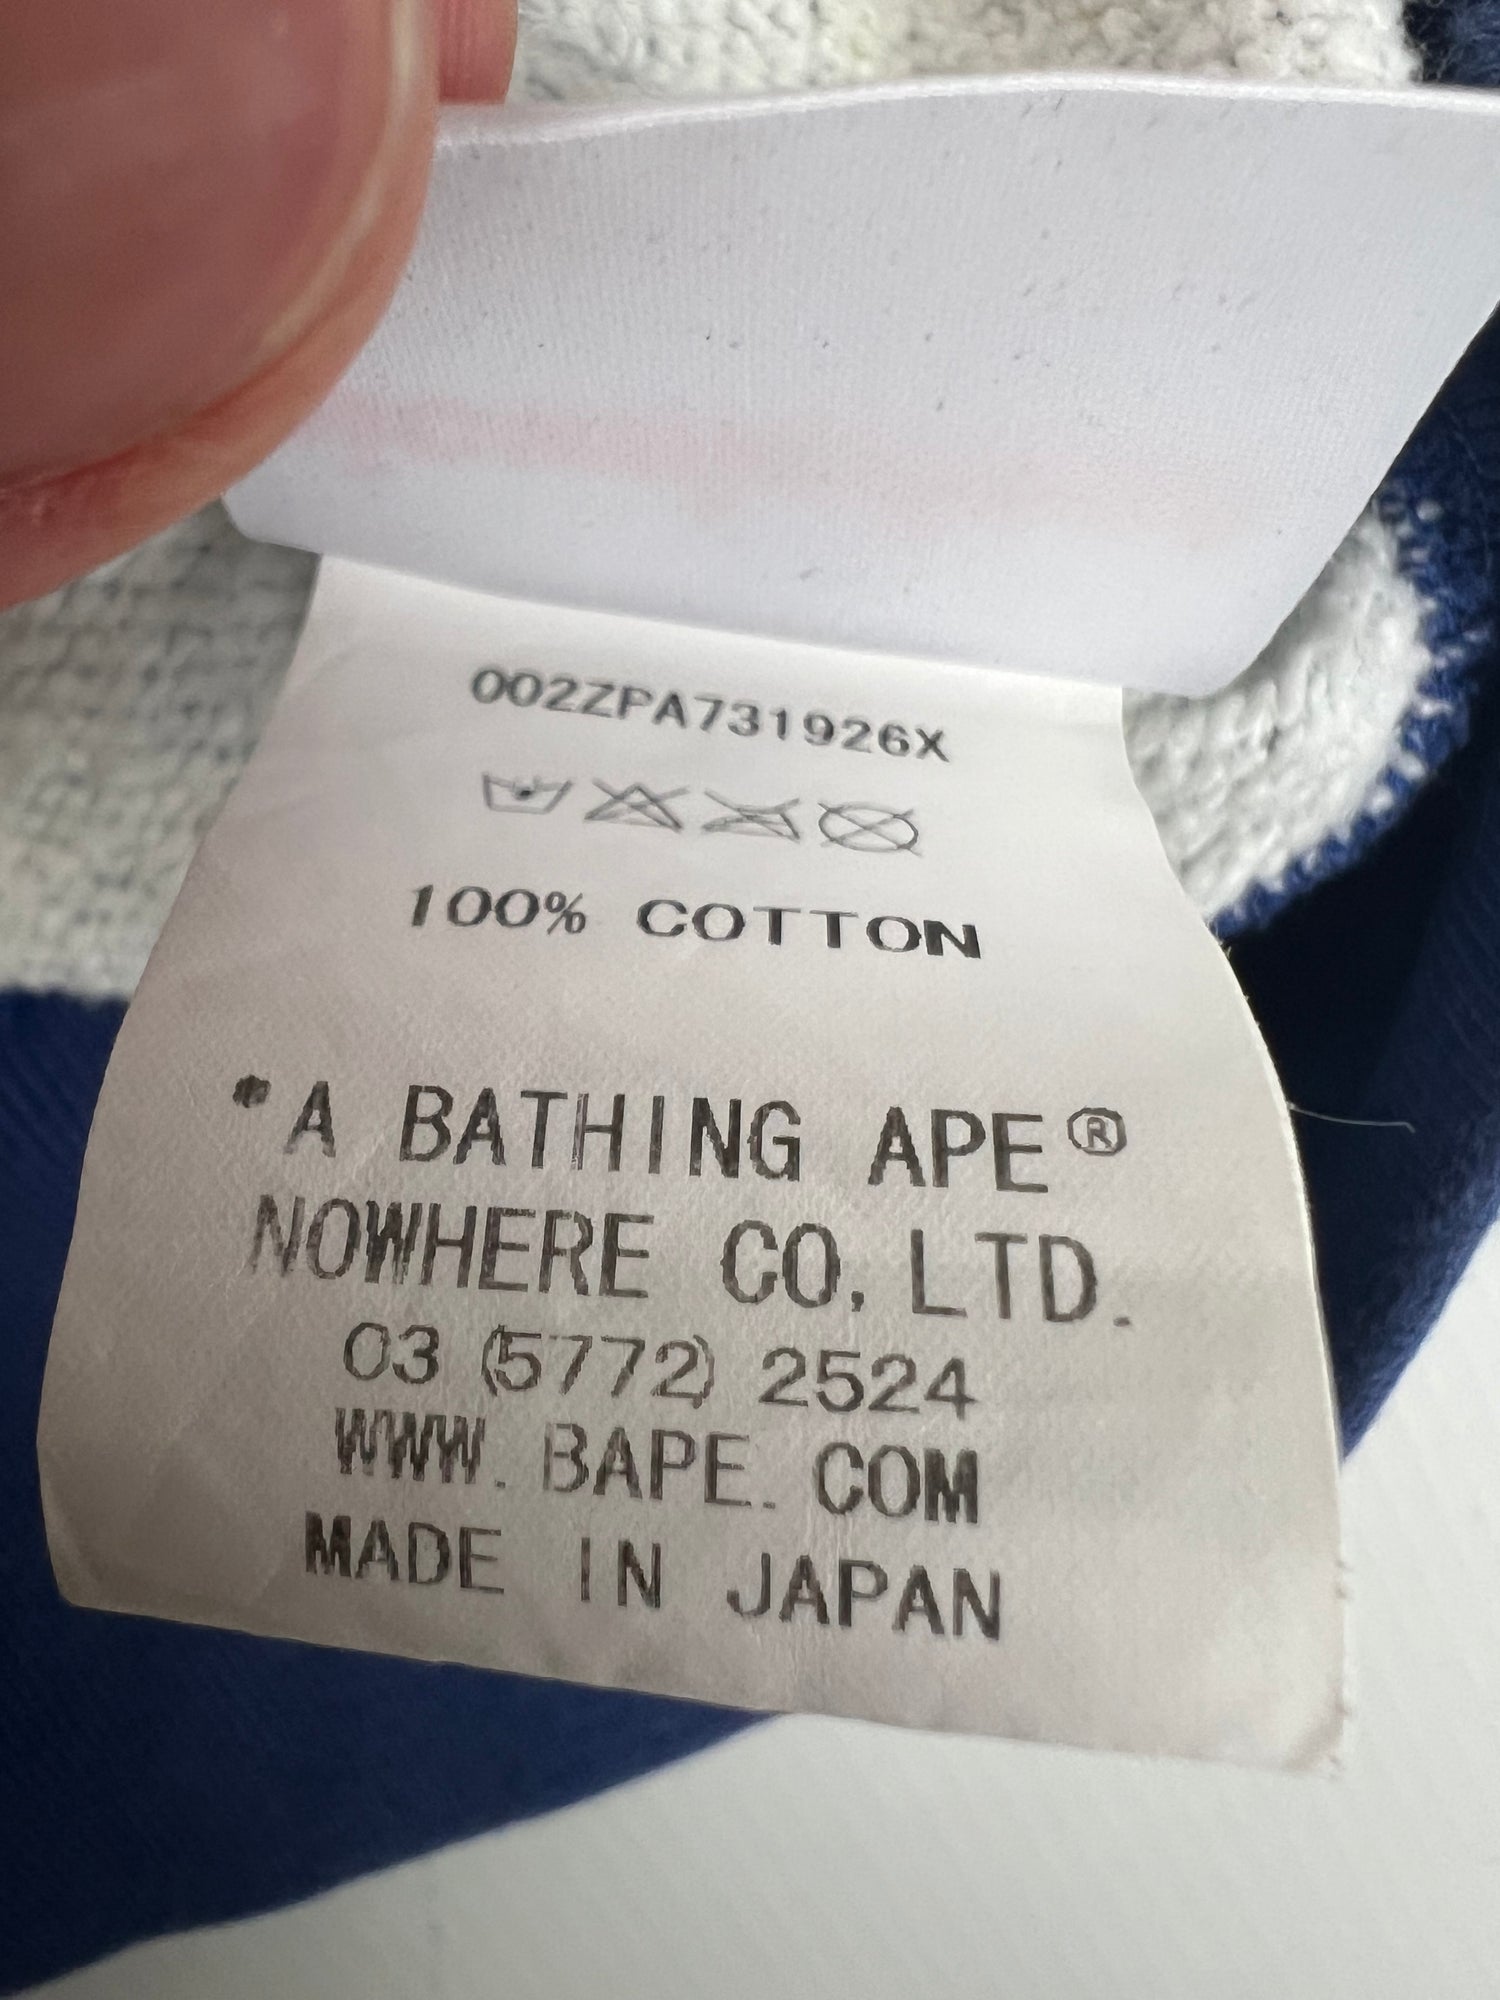 002ZPA731926X
100% COTTON
*A BATHING APE®
NOWHERE CO, LTD.
03 (5772) 2524
WWW. BAPE. COM
MADE IN JAPAN